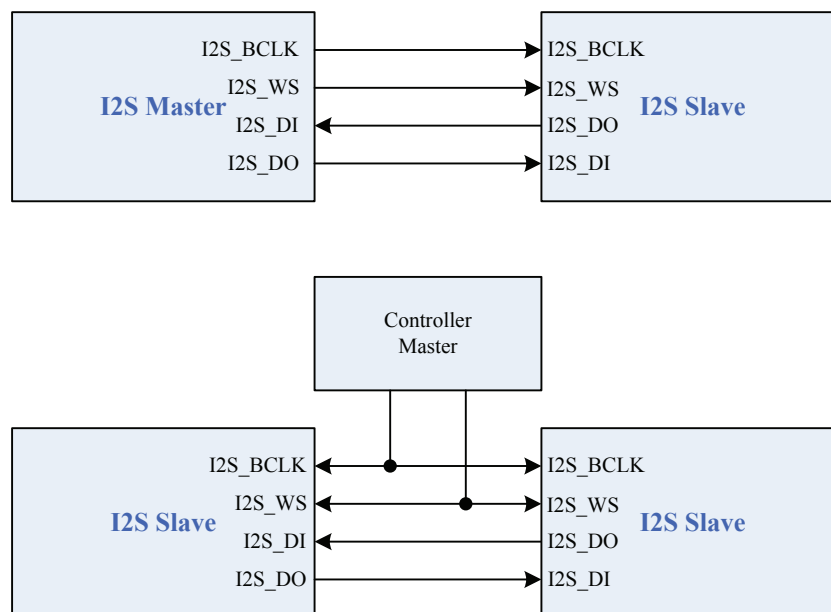 I2S Master
I2S_BCLK
I2S_WS
I2S_DI
I2S_DO
I2S_BCLK
I2S_WS
I2S_DO
I2S_DI
I2S Slave
Controller
Master
I2S Slave
I2S_BCLK
I2S_WS
I2S_DI
I2S_DO
I2S_BCLK
I2S_WS
I2S_DO
I2S_DI
I2S Slave